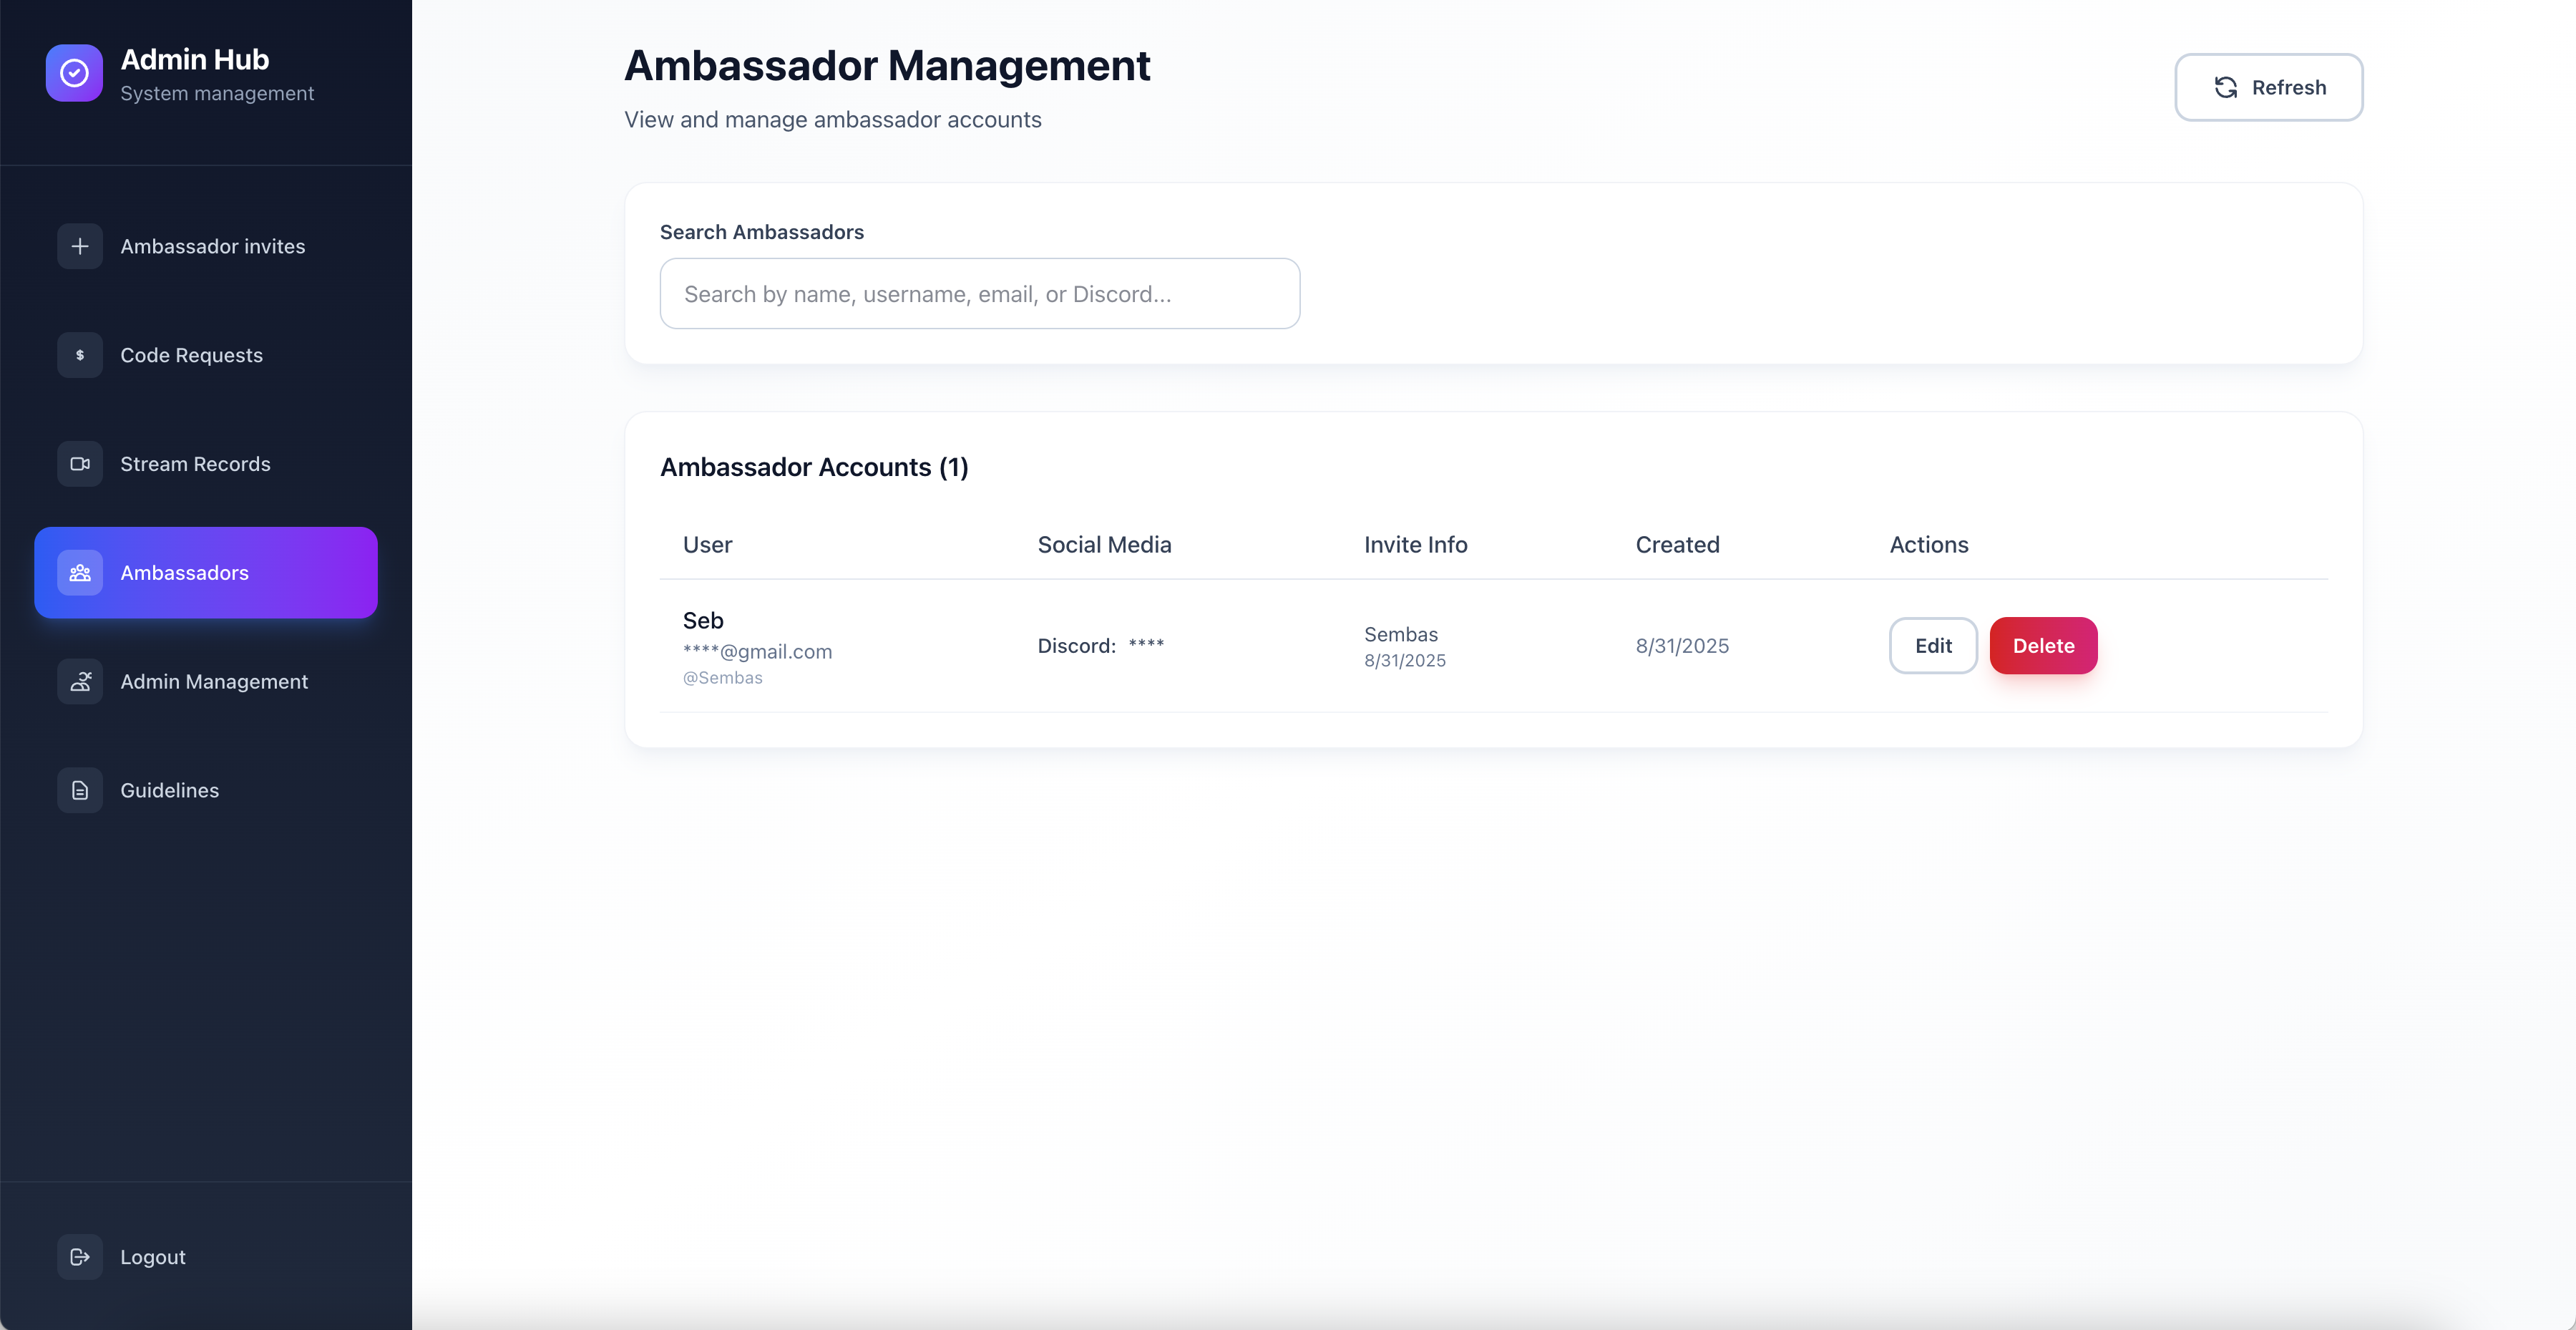 Admin Hub
System management
Ambassador invites
$
Code Requests
Stream Records
Ambassadors
Admin Management
Guidelines
Logout
Ambassador Management
View and manage ambassador accounts
Refresh
Search Ambassadors
Search by name, username, email, or Discord...
Ambassador Accounts (1)
User Social Media Invite Info Created Actions
Seb
****@gmail.com
@Sembas
Discord: ****
Sembas
8/31/2025
8/31/2025
Edit
Delete